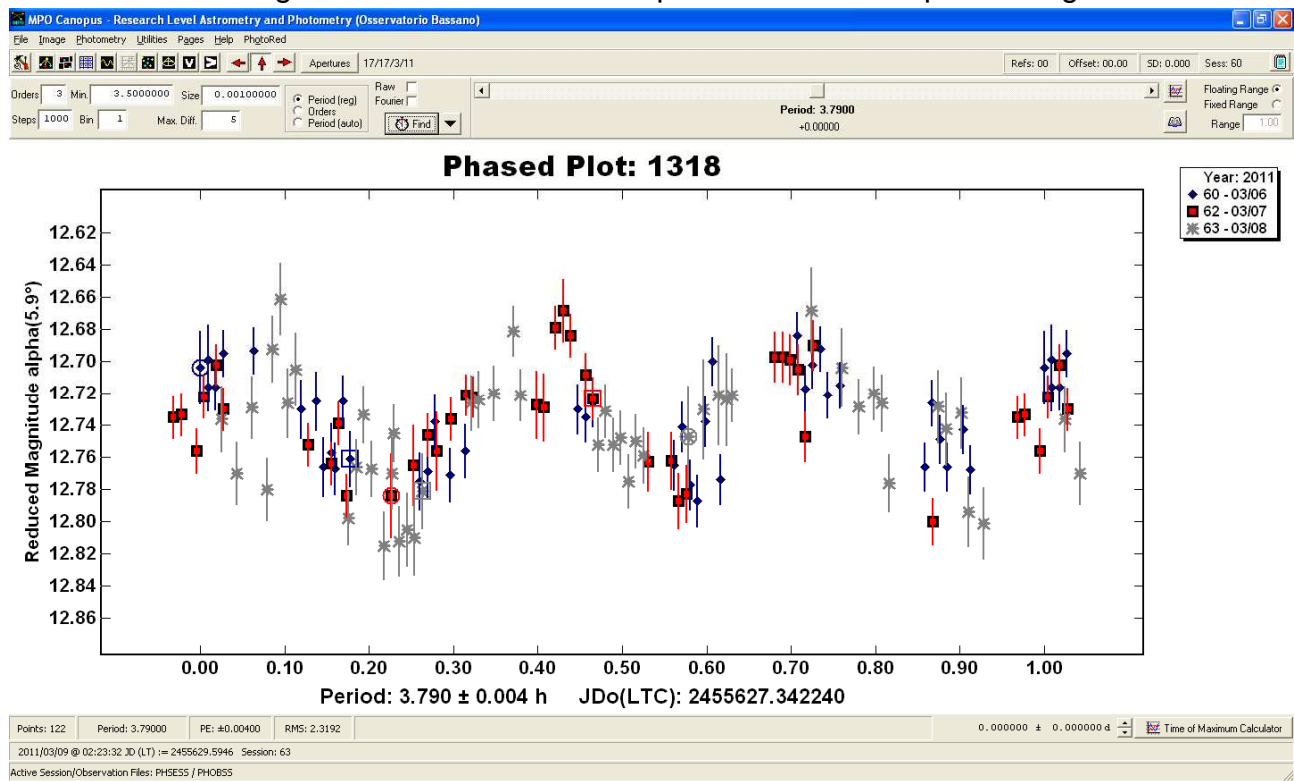 MPO Canopus - Research Level Astrometry and Photometry (Osservatorio Bassano)
File Image Photometry Utilities Pages Help PhotoRed
Apertures 17/17/3/11 Refs: 00 Offset: 00.00 SD: 0.000 Sess: 60
Orders 3 Min. 3.5000000 Size 0.00100000
Steps 1000 Bin 1 Max. Diff. 5
Period (reg)
Orders
Period (auto)
Raw
Fourier
Find
Period: 3.7900
+0.00000
Floating Range
Fixed Range
Range 1.00
Phased Plot: 1318
Year: 2011
60 - 03/06
62 - 03/07
63 - 03/08
Reduced Magnitude alpha(5.9°)
12.62
12.64
12.66
12.68
12.70
12.72
12.74
12.76
12.78
12.80
12.82
12.84
12.86
0.00 0.10 0.20 0.30 0.40 0.50 0.60 0.70 0.80 0.90 1.00
Period: 3.790 ± 0.004 h JDo(LTC): 2455627.342240
Points: 122 Period: 3.79000 PE: ±0.00400 RMS: 2.3192 0.000000 ± 0.000000 d Time of Maximum Calculator
2011/03/09 @ 02:23:32 JD (LT) := 2455629.5946 Session: 63
Active Session/Observation Files: PHSESS / PHOBSS